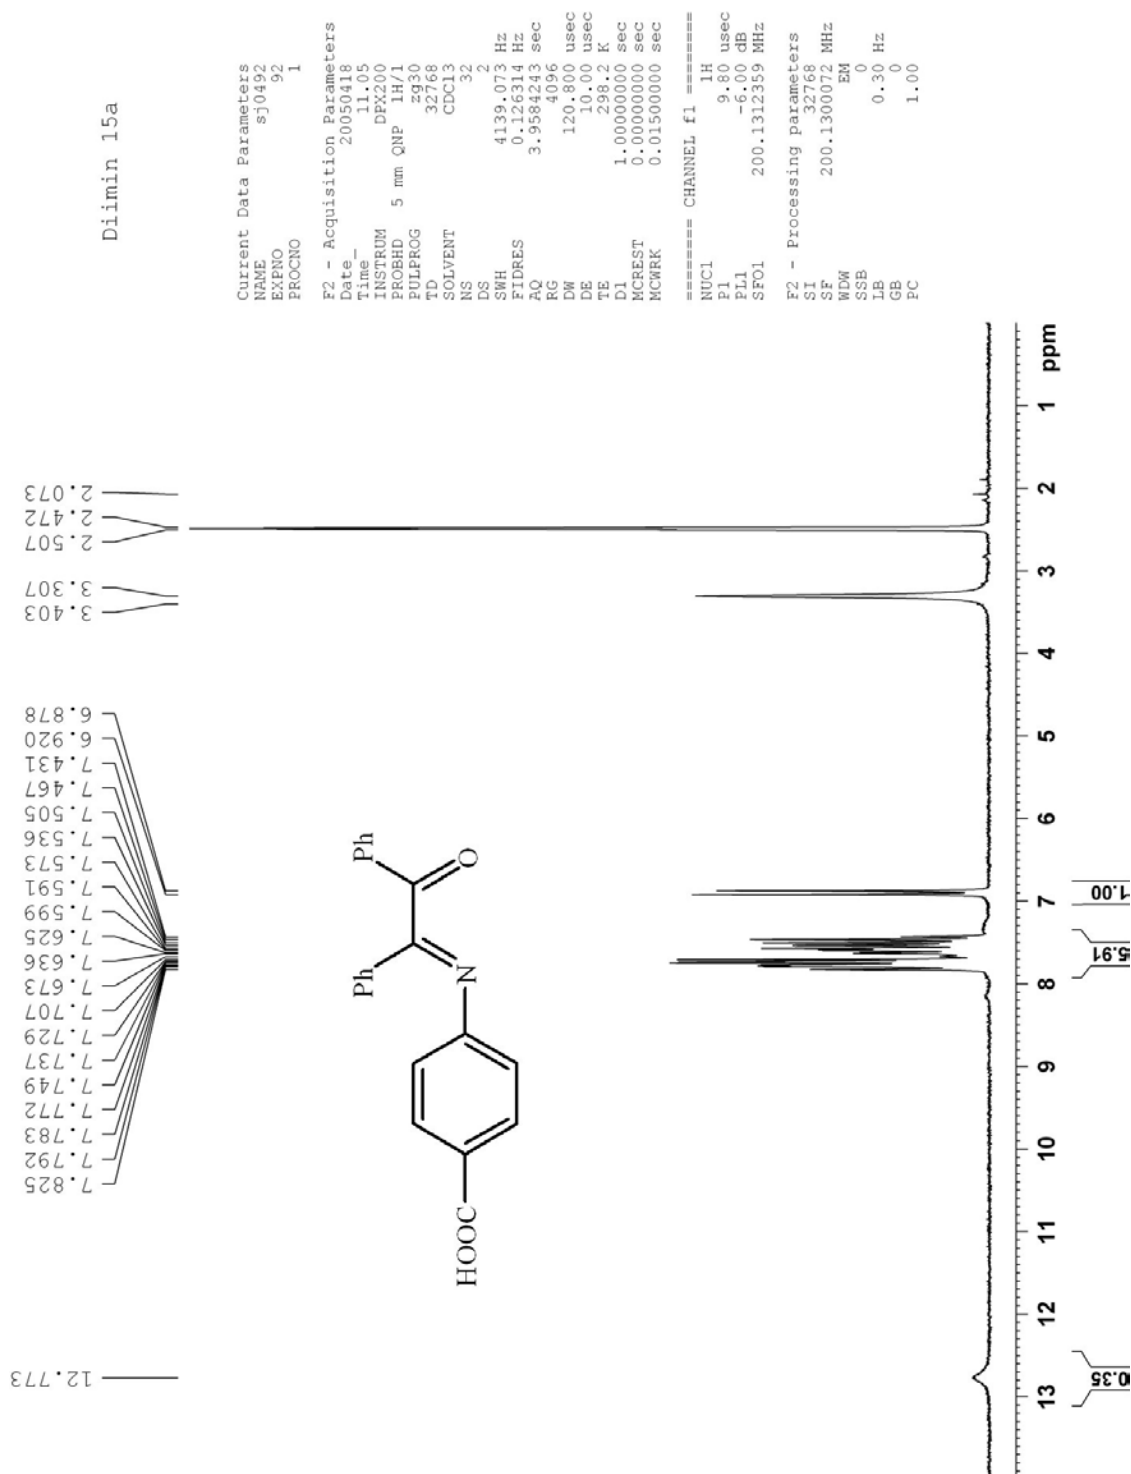 Diimin 15a
Current Data Parameters
NAME sj0492
EXPNO 92
PROCNO 1
F2 - Acquisition Parameters
Date_ 20050418
Time 11.05
INSTRUM DPX200
PROBHD 5 mm QNP 1H/1
PULPROG zg30
TD 32768
SOLVENT CDCl3
NS 32
DS 2
SWH 4139.073 Hz
FIDRES 0.126314 Hz
AQ 3.9584243 sec
RG 4096
DW 120.800 usec
DE 10.00 usec
TE 298.2 K
D1 1.00000000 sec
MCREST 0.00000000 sec
MCWRK 0.01500000 sec
======== CHANNEL f1 ========
NUC1 1H
P1 9.80 usec
PL1 -6.00 dB
SFO1 200.1312359 MHz
F2 - Processing parameters
SI 32768
SF 200.1300072 MHz
WDW EM
SSB 0
LB 0.30 Hz
GB 0
PC 1.00
12.773
7.825
7.792
7.783
7.772
7.749
7.737
7.729
7.707
7.673
7.636
7.625
7.599
7.591
7.573
7.536
7.505
7.467
7.431
6.920
6.878
3.403
3.307
2.507
2.472
2.073
Ph
Ph
HOOC
N
O
13 12 11 10 9 8 7 6 5 4 3 2 1 ppm
0.35
5.91
1.00